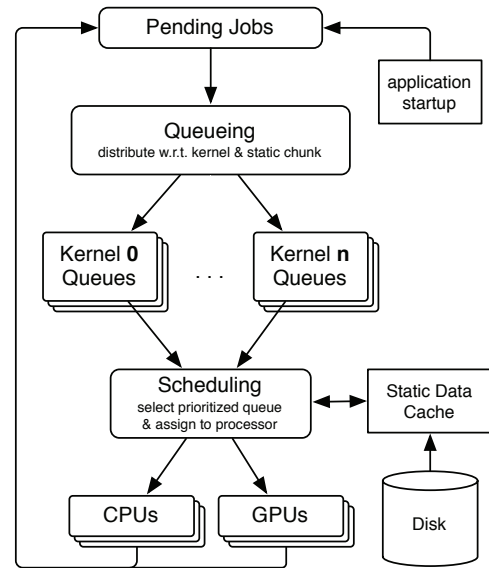 Pending Jobs
application
startup
Queueing
distribute w.r.t. kernel & static chunk
Kernel 0
Queues
. . .
Kernel n
Queues
Scheduling
select prioritized queue
& assign to processor
Static Data
Cache
CPUs
GPUs
Disk